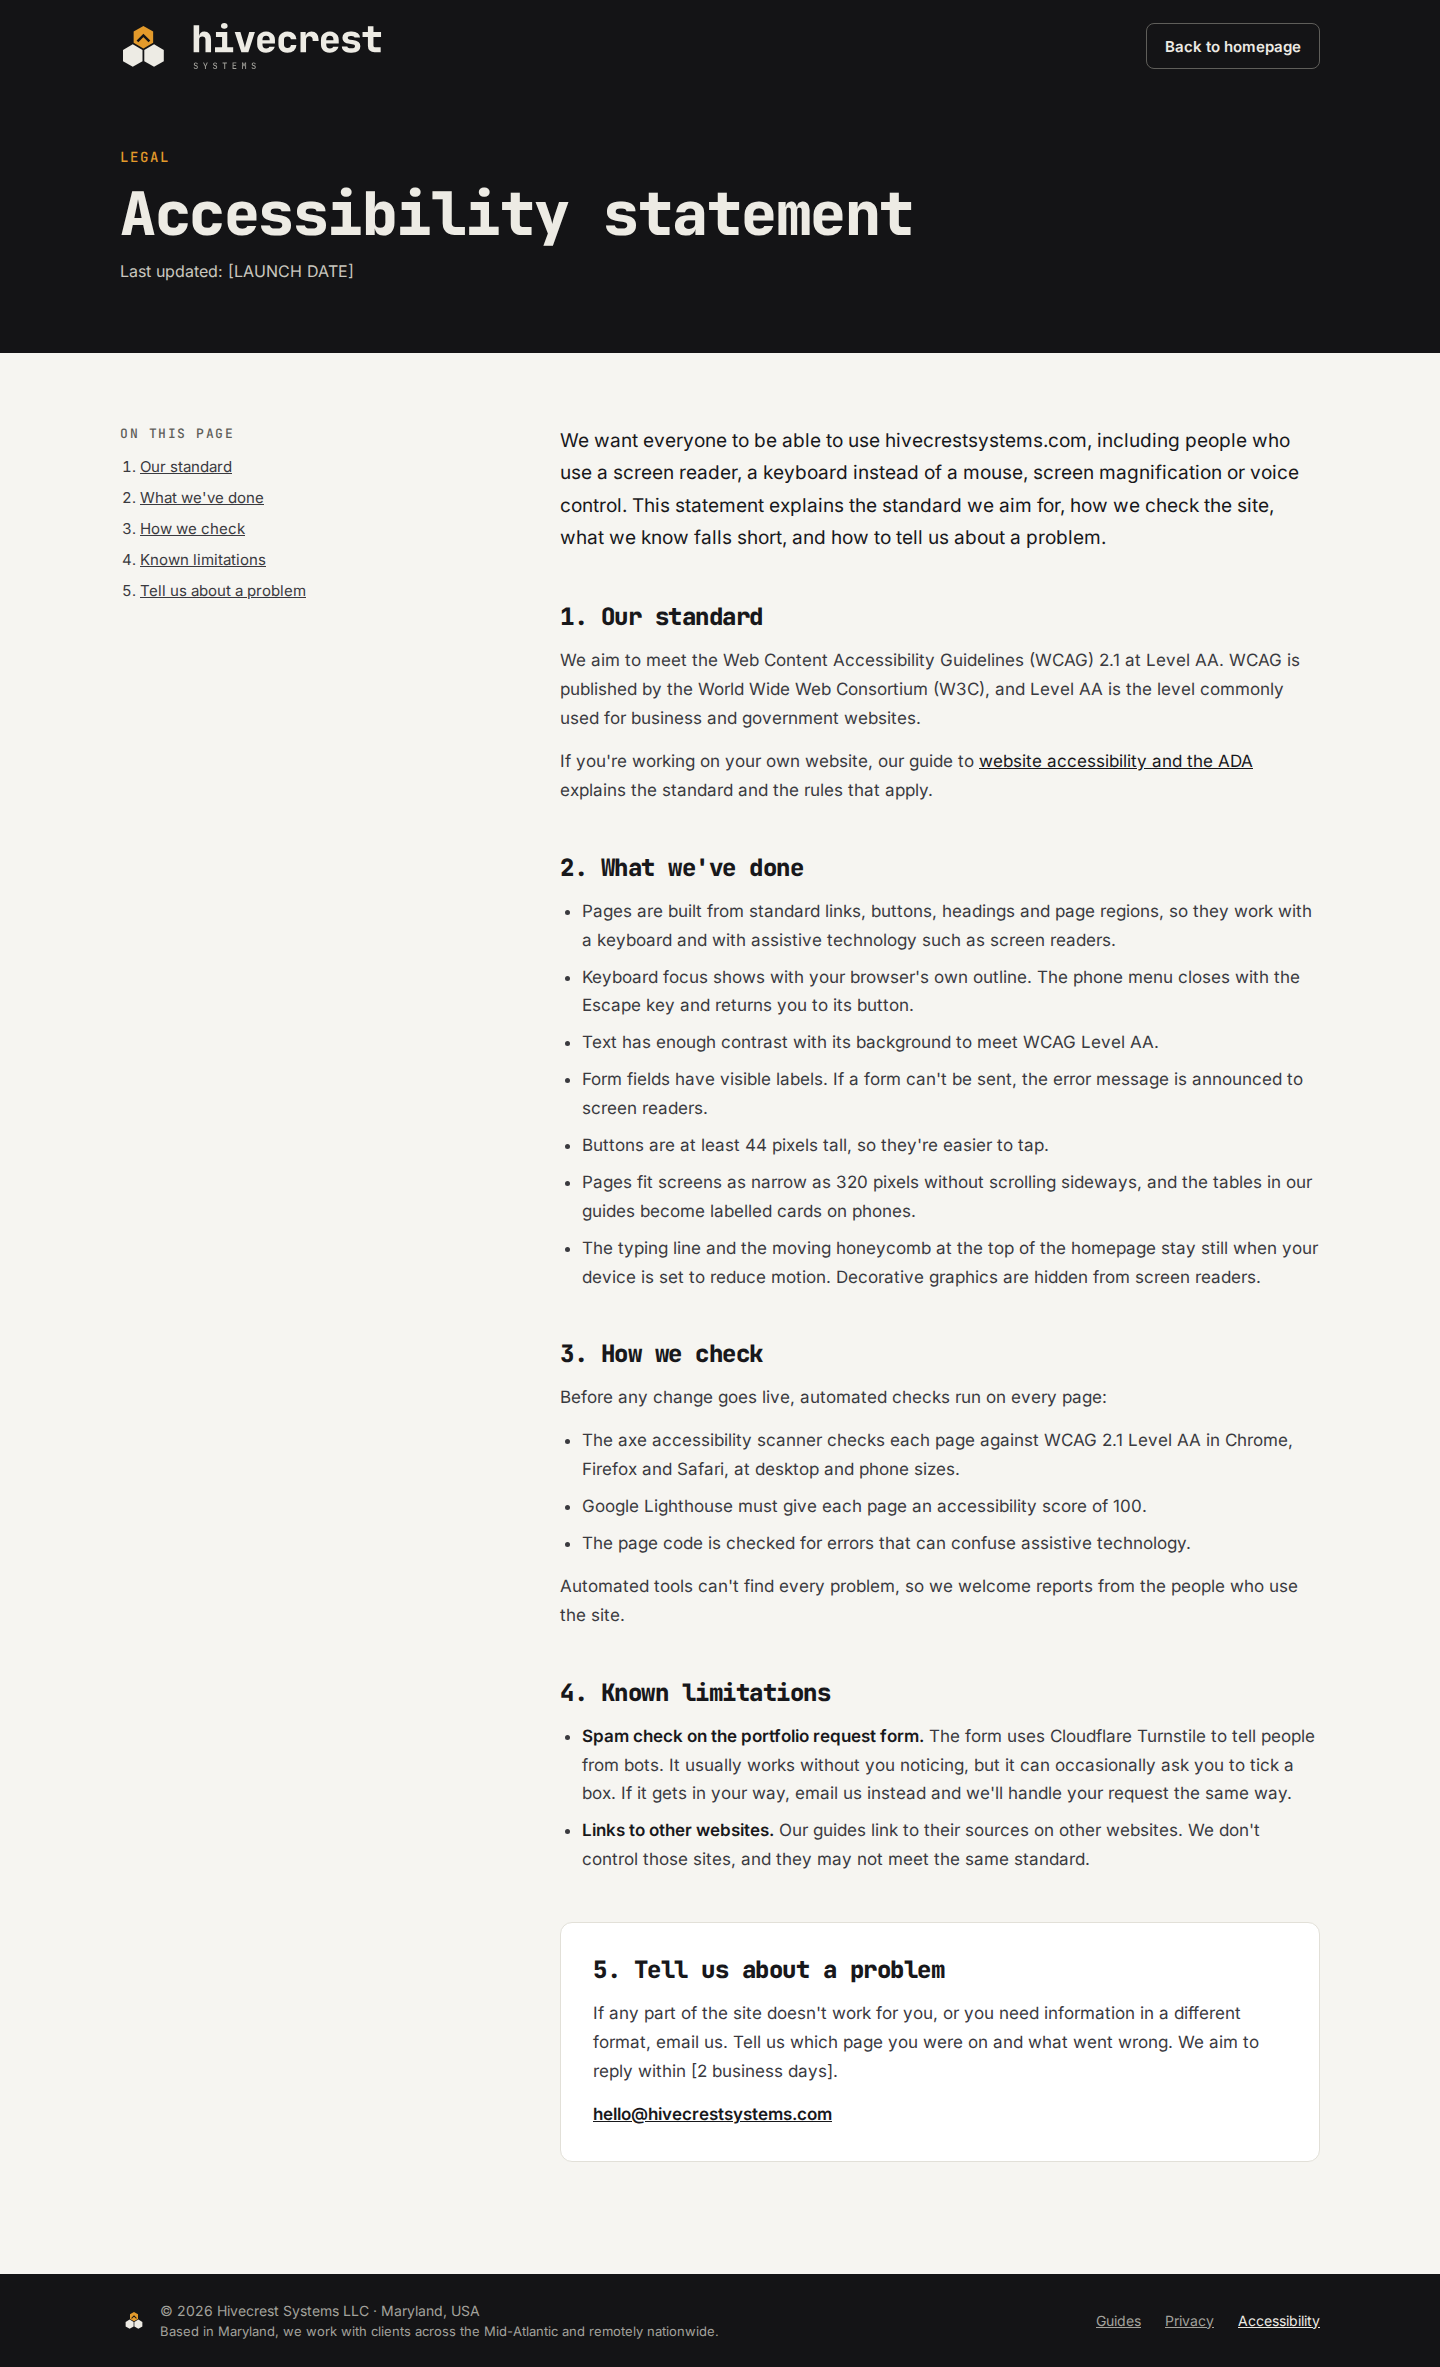 hivecrest
SYSTEMS
Back to homepage
LEGAL
Accessibility statement
Last updated: [LAUNCH DATE]
ON THIS PAGE
1. Our standard
2. What we've done
3. How we check
4. Known limitations
5. Tell us about a problem
We want everyone to be able to use hivecrestsystems.com, including people who
use a screen reader, a keyboard instead of a mouse, screen magnification or voice
control. This statement explains the standard we aim for, how we check the site,
what we know falls short, and how to tell us about a problem.
1. Our standard
We aim to meet the Web Content Accessibility Guidelines (WCAG) 2.1 at Level AA. WCAG is
published by the World Wide Web Consortium (W3C), and Level AA is the level commonly
used for business and government websites.
If you're working on your own website, our guide to website accessibility and the ADA
explains the standard and the rules that apply.
2. What we've done
• Pages are built from standard links, buttons, headings and page regions, so they work with
a keyboard and with assistive technology such as screen readers.
• Keyboard focus shows with your browser's own outline. The phone menu closes with the
Escape key and returns you to its button.
• Text has enough contrast with its background to meet WCAG Level AA.
• Form fields have visible labels. If a form can't be sent, the error message is announced to
screen readers.
• Buttons are at least 44 pixels tall, so they're easier to tap.
• Pages fit screens as narrow as 320 pixels without scrolling sideways, and the tables in our
guides become labelled cards on phones.
• The typing line and the moving honeycomb at the top of the homepage stay still when your
device is set to reduce motion. Decorative graphics are hidden from screen readers.
3. How we check
Before any change goes live, automated checks run on every page:
• The axe accessibility scanner checks each page against WCAG 2.1 Level AA in Chrome,
Firefox and Safari, at desktop and phone sizes.
• Google Lighthouse must give each page an accessibility score of 100.
• The page code is checked for errors that can confuse assistive technology.
Automated tools can't find every problem, so we welcome reports from the people who use
the site.
4. Known limitations
• Spam check on the portfolio request form. The form uses Cloudflare Turnstile to tell people
from bots. It usually works without you noticing, but it can occasionally ask you to tick a
box. If it gets in your way, email us instead and we'll handle your request the same way.
• Links to other websites. Our guides link to their sources on other websites. We don't
control those sites, and they may not meet the same standard.
5. Tell us about a problem
If any part of the site doesn't work for you, or you need information in a different
format, email us. Tell us which page you were on and what went wrong. We aim to
reply within [2 business days].
hello@hivecrestsystems.com
© 2026 Hivecrest Systems LLC · Maryland, USA
Based in Maryland, we work with clients across the Mid-Atlantic and remotely nationwide.
Guides Privacy Accessibility